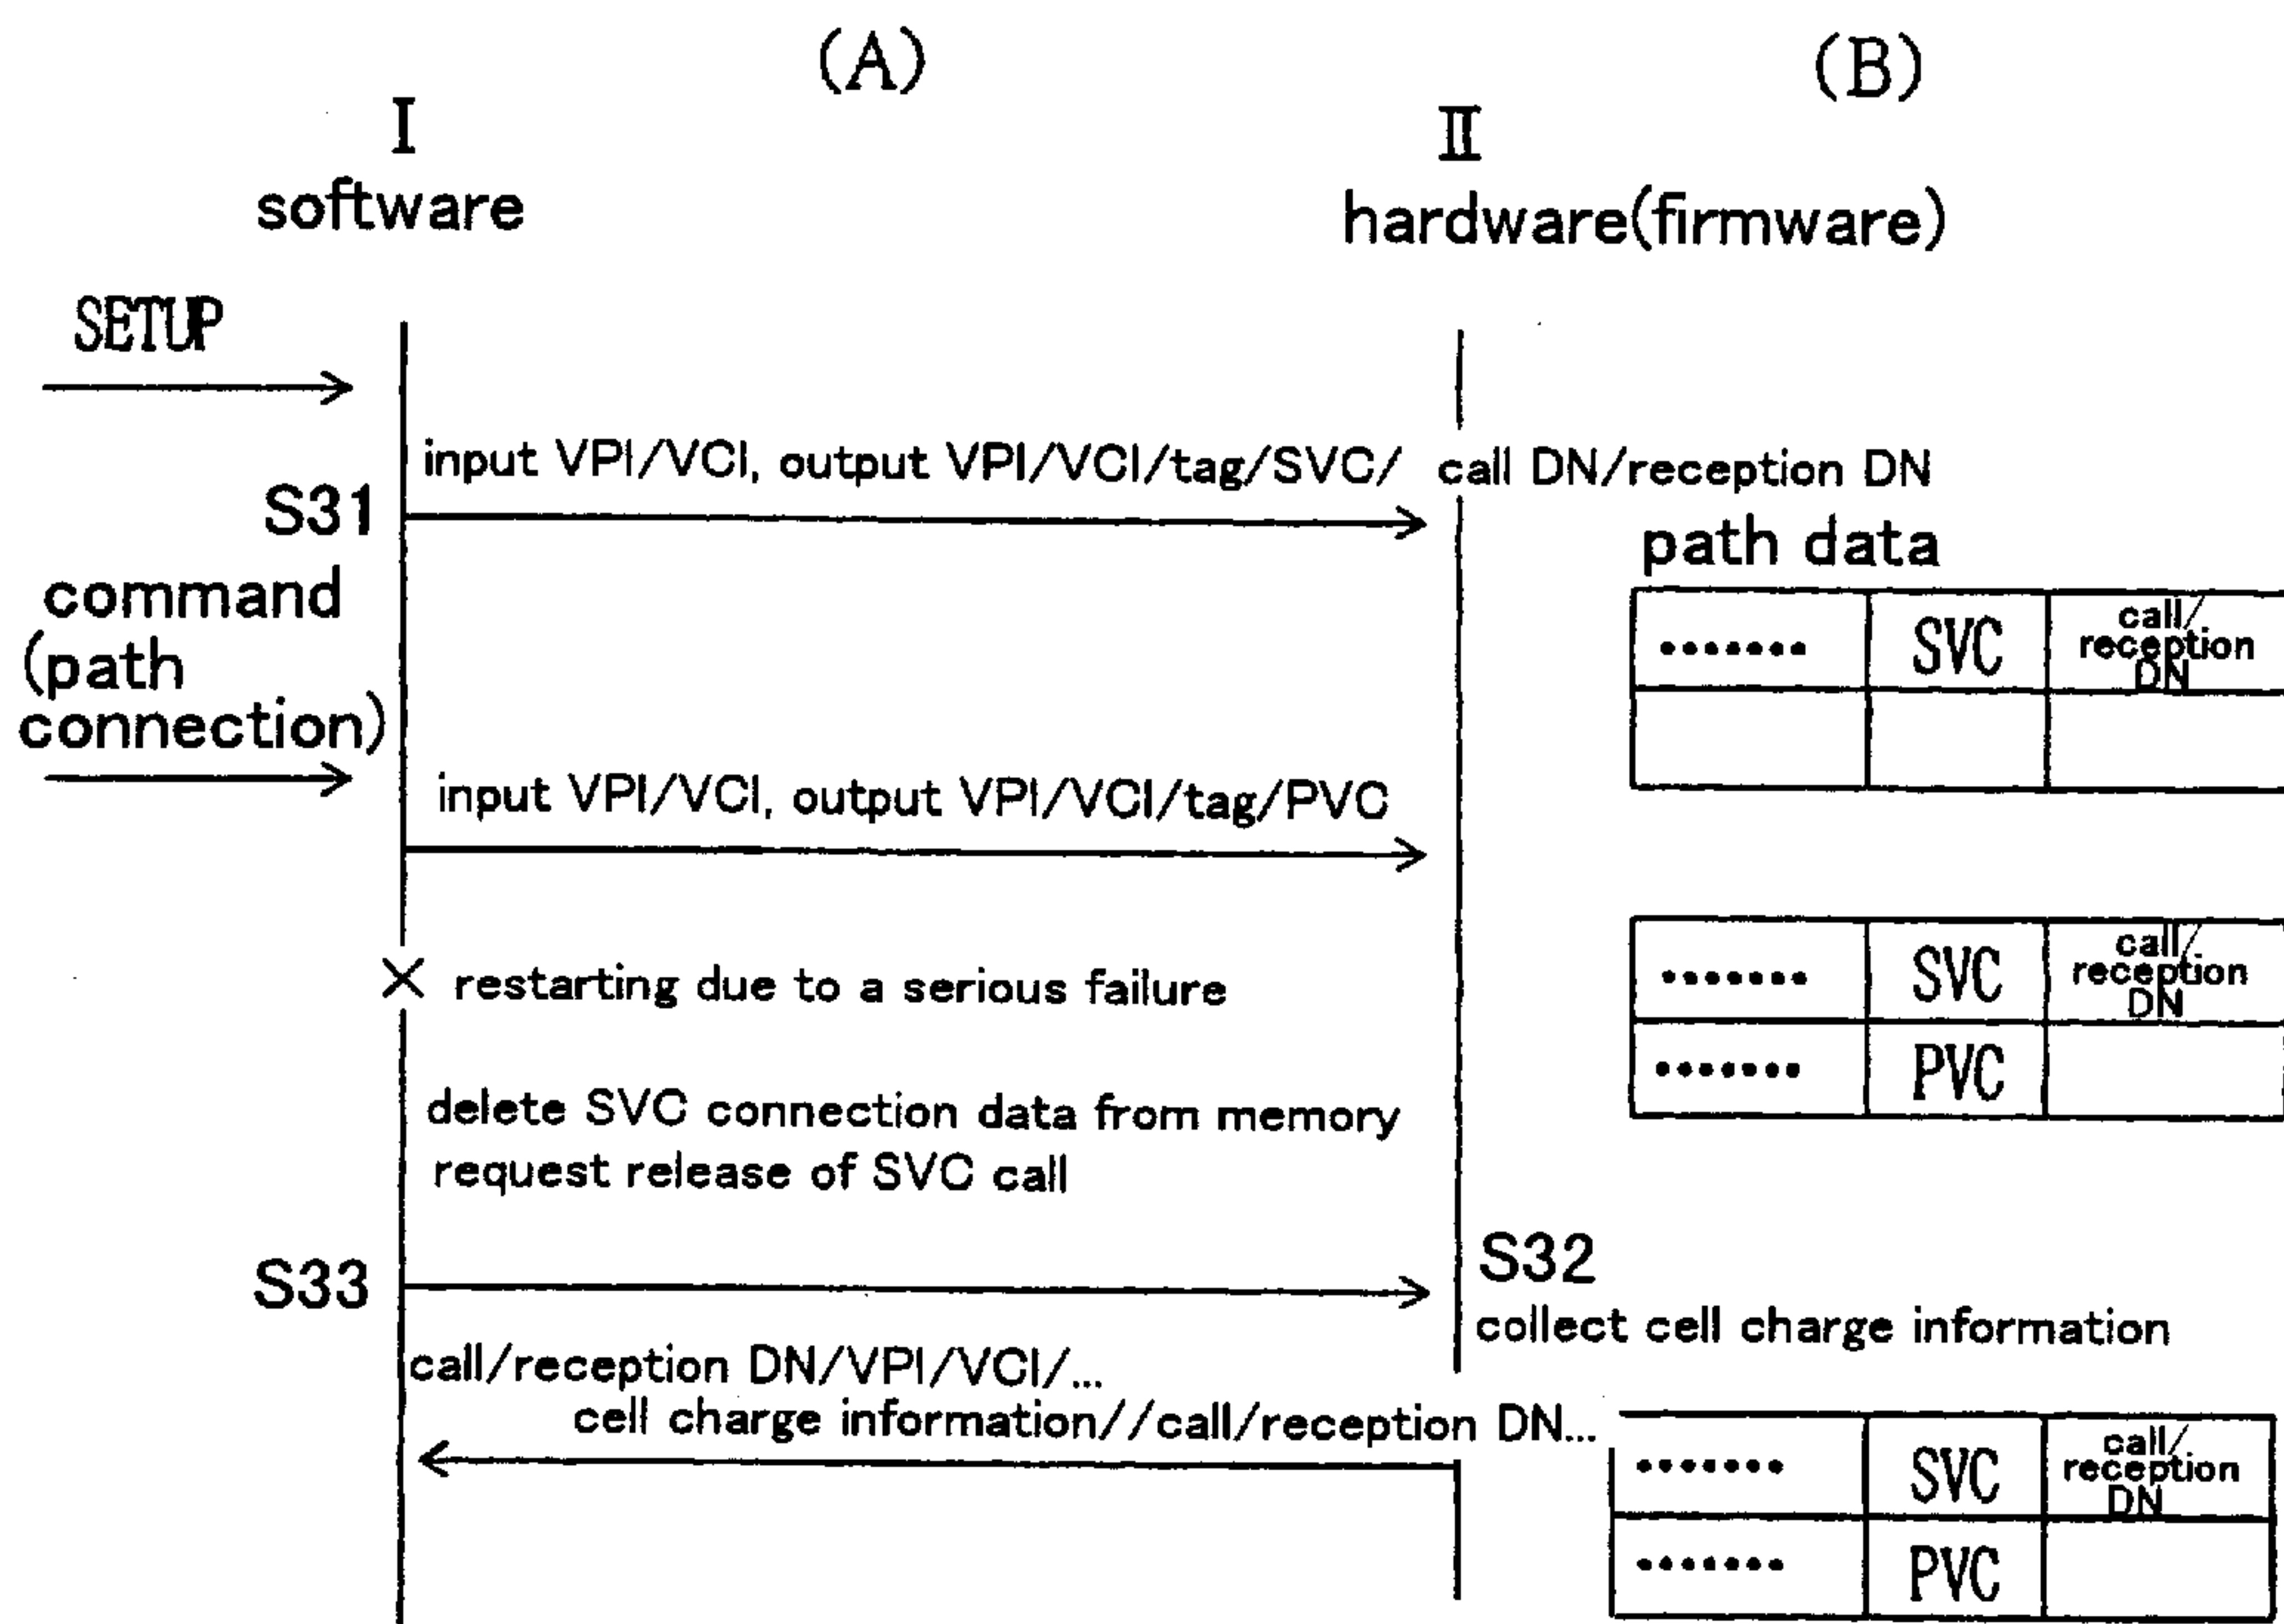 (A)
(B)
I
II
software
hardware(firmware)
SETUP
input VPI/VCI, output VPI/VCI/tag/SVC/ call DN/reception DN
S31
path data
command
(path
connection)
....... SVC call/
reception
DN
input VPI/VCI, output VPI/VCI/tag/PVC
× restarting due to a serious failure
....... SVC call/
reception
DN
....... PVC
delete SVC connection data from memory
request release of SVC call
S33
S32
collect cell charge information
call/reception DN/VPI/VCI/...
cell charge information//call/reception DN...
....... SVC call/
reception
DN
....... PVC